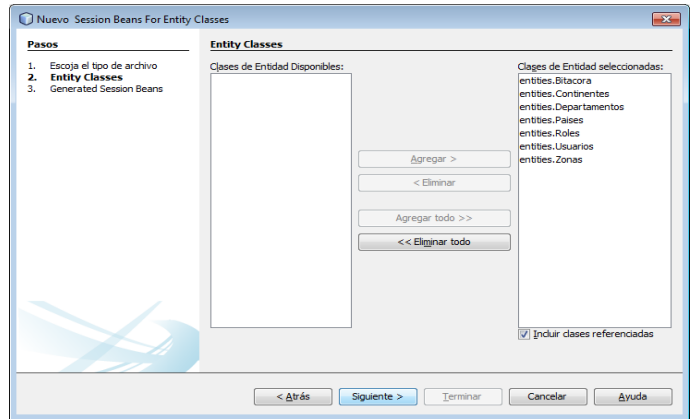 Nuevo Session Beans For Entity Classes
Pasos
1. Escoja el tipo de archivo
2. Entity Classes
3. Generated Session Beans
Entity Classes
Clases de Entidad Disponibles:
Agregar >
< Eliminar
Agregar todo >>
<< Eliminar todo
Clases de Entidad seleccionadas:
entities.Bitacora
entities.Continentes
entities.Departamentos
entities.Paises
entities.Roles
entities.Usuarios
entities.Zonas
Incluir clases referenciadas
< Atrás
Siguiente >
Terminar
Cancelar
Ayuda